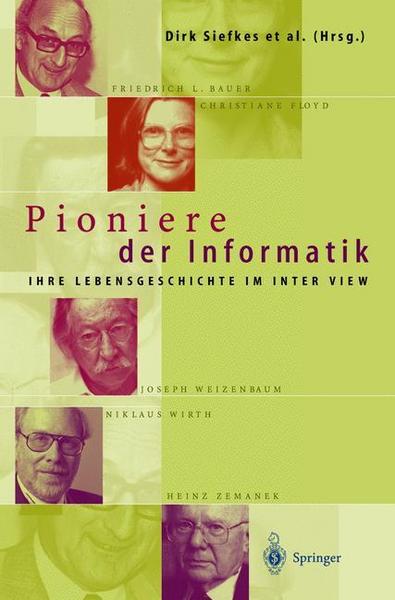 Dirk Siefkes et al. (Hrsg.)
FRIEDRICH L. BAUER
CHRISTIANE FLOYD
Pioniere
der Informatik
IHRE LEBENSGESCHICHTE IM INTER VIEW
JOSEPH WEIZENBAUM
NIKLAUS WIRTH
HEINZ ZEMANEK
Springer